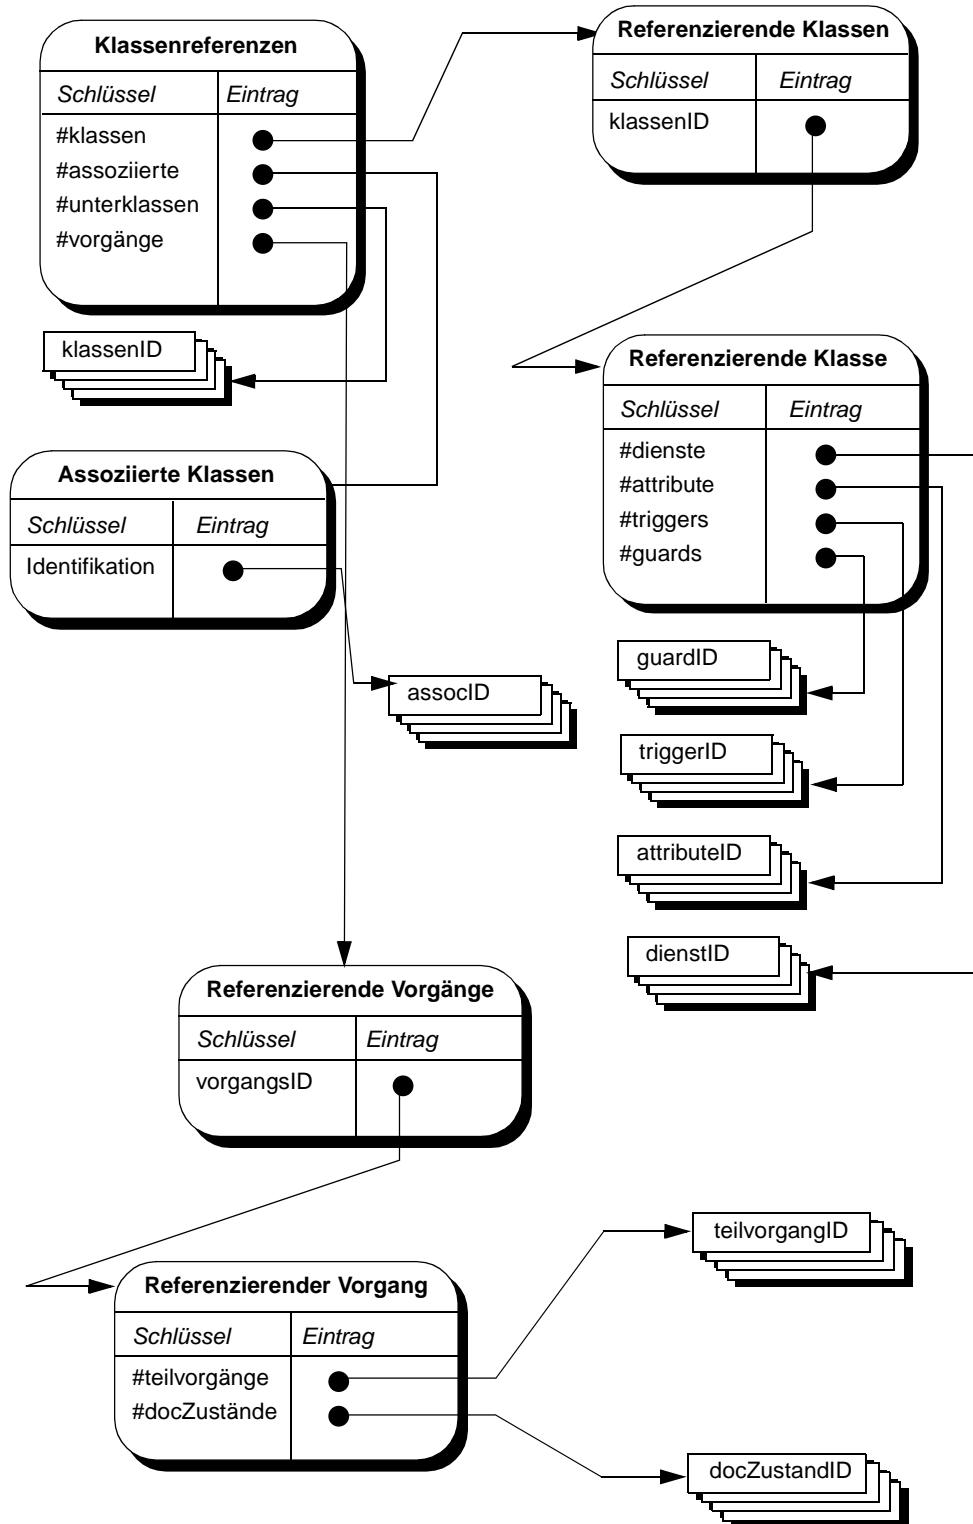 Klassenreferenzen
Schlüssel Eintrag
#klassen
#assoziierte
#unterklassen
#vorgänge
Referenzierende Klassen
Schlüssel Eintrag
klassenID
klassenID
Referenzierende Klasse
Schlüssel Eintrag
#dienste
#attribute
#triggers
#guards
Assoziierte Klassen
Schlüssel Eintrag
Identifikation
guardID
assocID
triggerID
attributeID
dienstID
Referenzierende Vorgänge
Schlüssel Eintrag
vorgangsID
teilvorgangID
Referenzierender Vorgang
Schlüssel Eintrag
#teilvorgänge
#docZustände
docZustandID